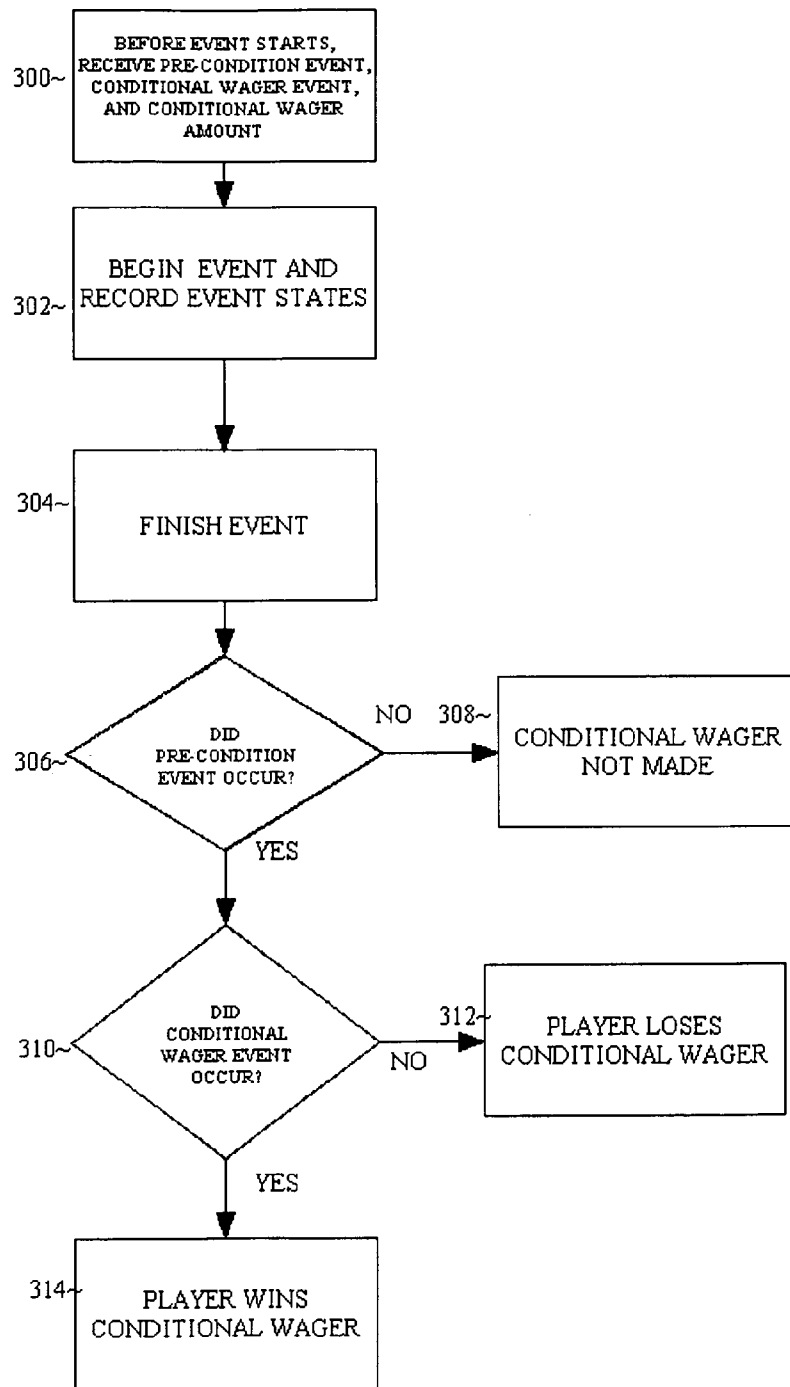 BEFORE EVENT STARTS,
RECEIVE PRE-CONDITION EVENT,
300~
CONDITIONAL WAGER EVENT,
AND CONDITIONAL WAGER
AMOUNT
BEGIN EVENT AND
RECORD EVENT STATES
302~
304~
FINISH EVENT
306~
DID
PRE-CONDITION
EVENT OCCUR?
NO
308~
CONDITIONAL WAGER
NOT MADE
YES
310~
DID
CONDITIONAL
WAGER EVENT
OCCUR?
NO
312~
PLAYER LOSES
CONDITIONAL WAGER
YES
314~
PLAYER WINS
CONDITIONAL WAGER